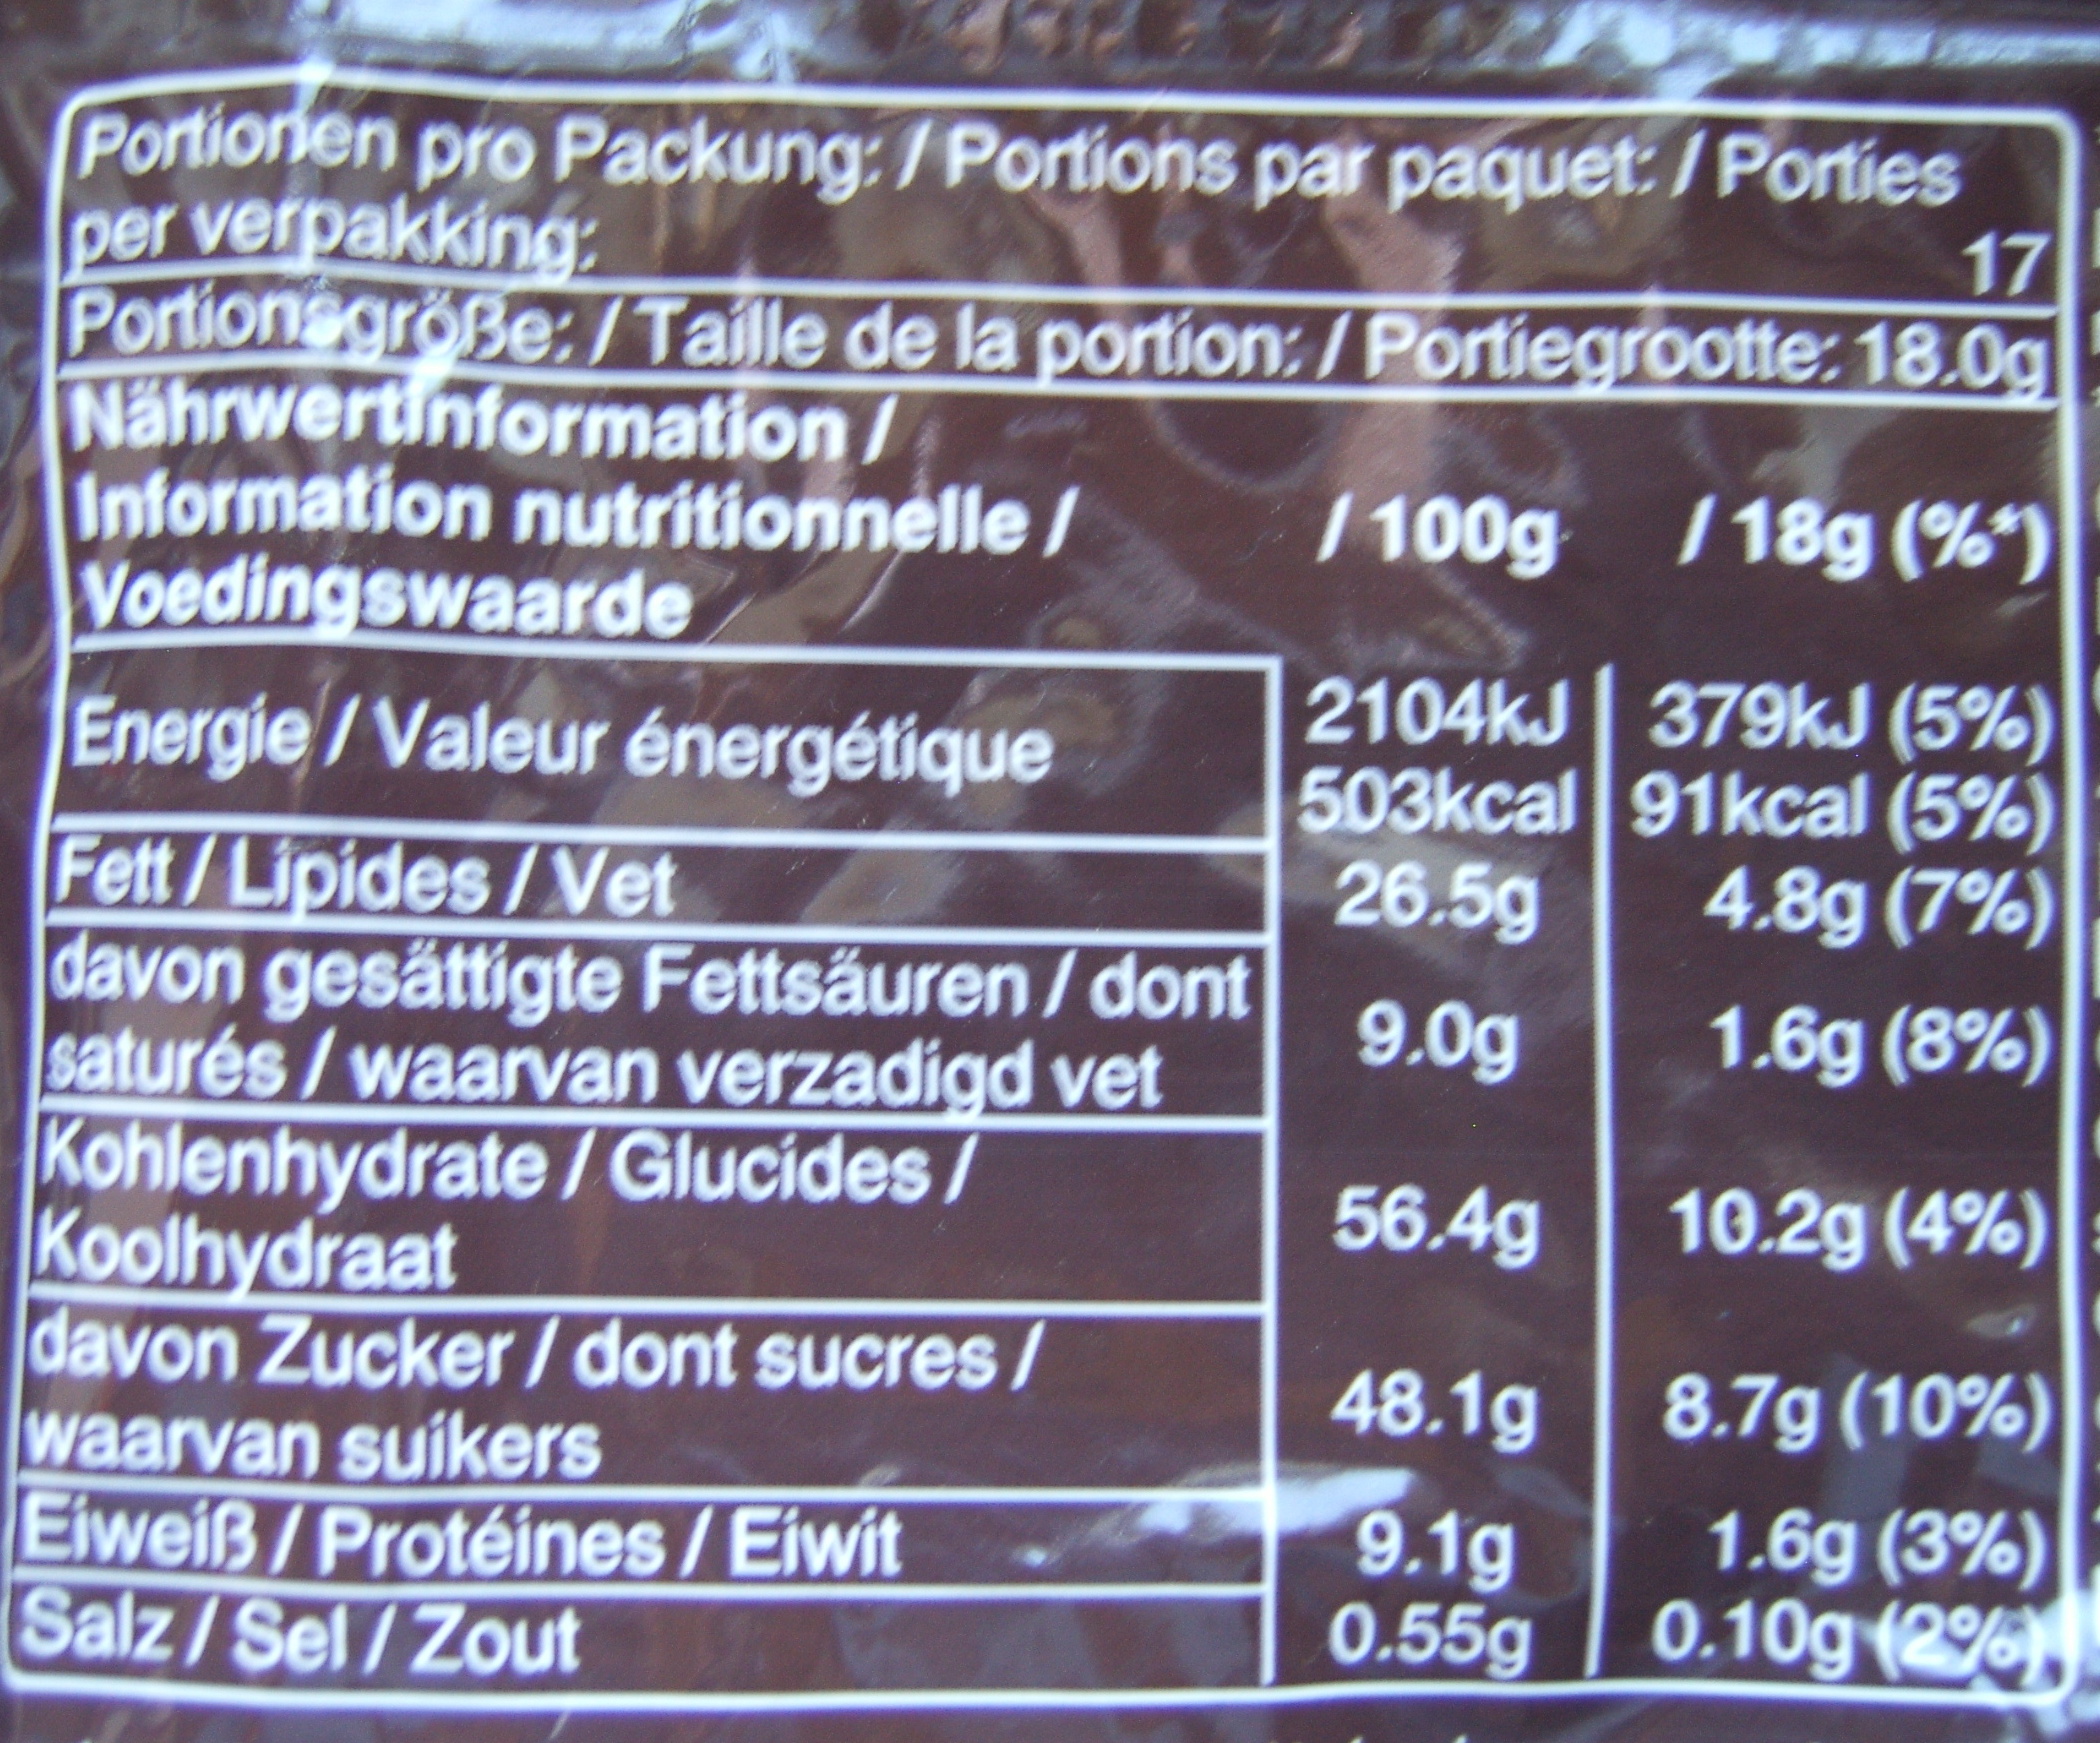 Portionen pro Packung: / Portions par paquet: / Porties
per verpakking: 17
Portionsgröße: / Taille de la portion: / Portiegrootte: 18.0g
Nährwertinformation /
Information nutritionnelle / / 100g / 18g (%*)
Voedingswaarde
Energie / Valeur énergétique 2104kJ 379kJ (5%)
503kcal 91kcal (5%)
Fett / Lipides / Vet 26.5g 4.8g (7%)
davon gesättigte Fettsäuren / dont
saturés / waarvan verzadigd vet 9.0g 1.6g (8%)
Kohlenhydrate / Glucides /
Koolhydraat 56.4g 10.2g (4%)
davon Zucker / dont sucres /
waarvan suikers 48.1g 8.7g (10%)
Eiweiß / Protéines / Eiwit 9.1g 1.6g (3%)
Salz / Sel / Zout 0.55g 0.10g (2%)